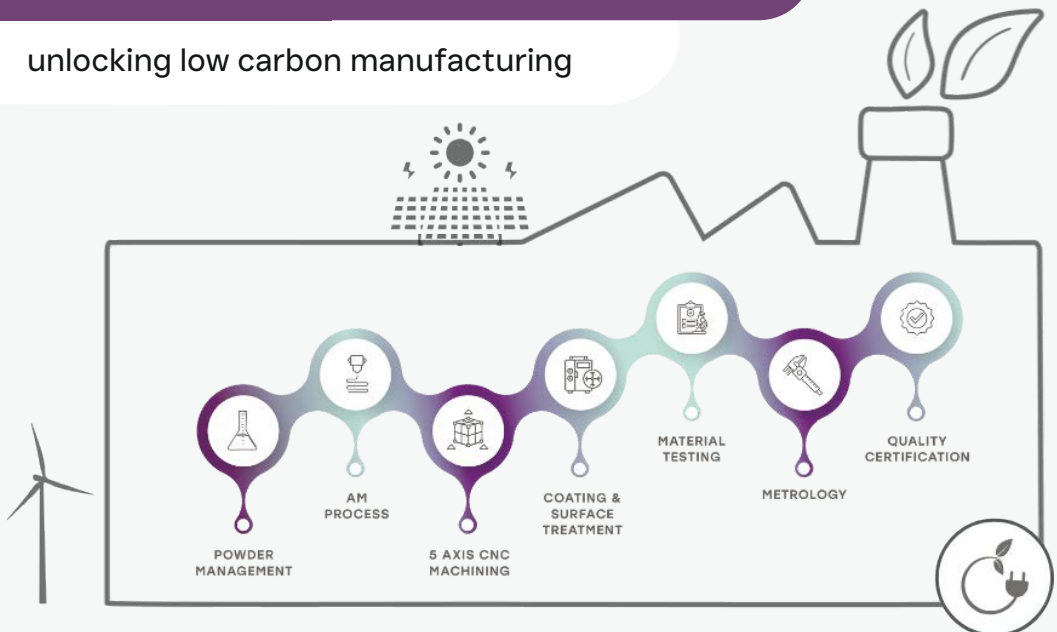 unlocking low carbon manufacturing
POWDER
MANAGEMENT
AM
PROCESS
5 AXIS CNC
MACHINING
COATING &
SURFACE
TREATMENT
MATERIAL
TESTING
METROLOGY
QUALITY
CERTIFICATION